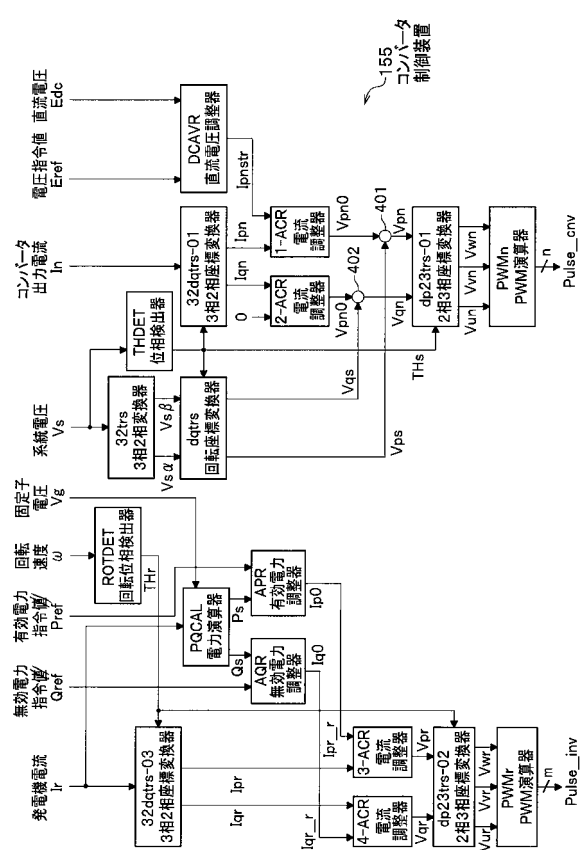 発電機電流
Ir
無効電力
指令値
Qref
有効電力
指令値
Pref
回転
速度
ω
固定子
電圧
Vg
系統電圧
Vs
コンバータ
出力電流
In
電圧指令値
Eref
直流電圧
Edc
155
コンバータ
制御装置
ROTDET
回転位相検出器
THr
PQCAL
電力演算器
Qs
Ps
AQR
無効電力
調整器
APR
有効電力
調整器
Iq0
Ip0
32dqtrs-03
3相2相座標変換器
Iqr
Ipr
Iqr_r
Ipr_r
4-ACR
電流
調整器
3-ACR
電流
調整器
Vqr
Vpr
dp23trs-02
2相3相座標変換器
Vur
Vvr
Vwr
PWMr
PWM演算器
m
Pulse_inv
32trs
3相2相変換器
Vsα
Vsβ
THDET
位相検出器
dqtrs
回転座標変換器
Vps
Vqs
THs
32dqtrs-01
3相2相座標変換器
DCAVR
直流電圧調整器
Ipnstr
0
Iqn
Ipn
2-ACR
電流
調整器
1-ACR
電流
調整器
Vpn0
Vpn0
402
401
Vqn
Vpn
dp23trs-01
2相3相座標変換器
Vun
Vvn
Vwn
PWMn
PWM演算器
n
Pulse_cnv